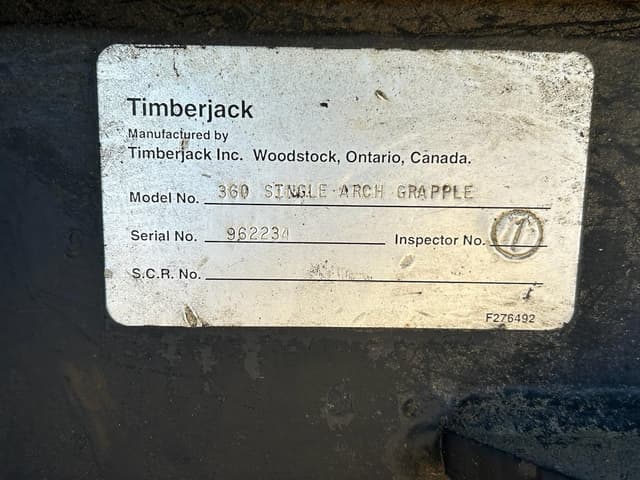 Timberjack
Manufactured by
Timberjack Inc. Woodstock, Ontario, Canada.
Model No. 360 SINGLE ARCH GRAPPLE
Serial No. 962234 Inspector No.
S.C.R. No.
F276492